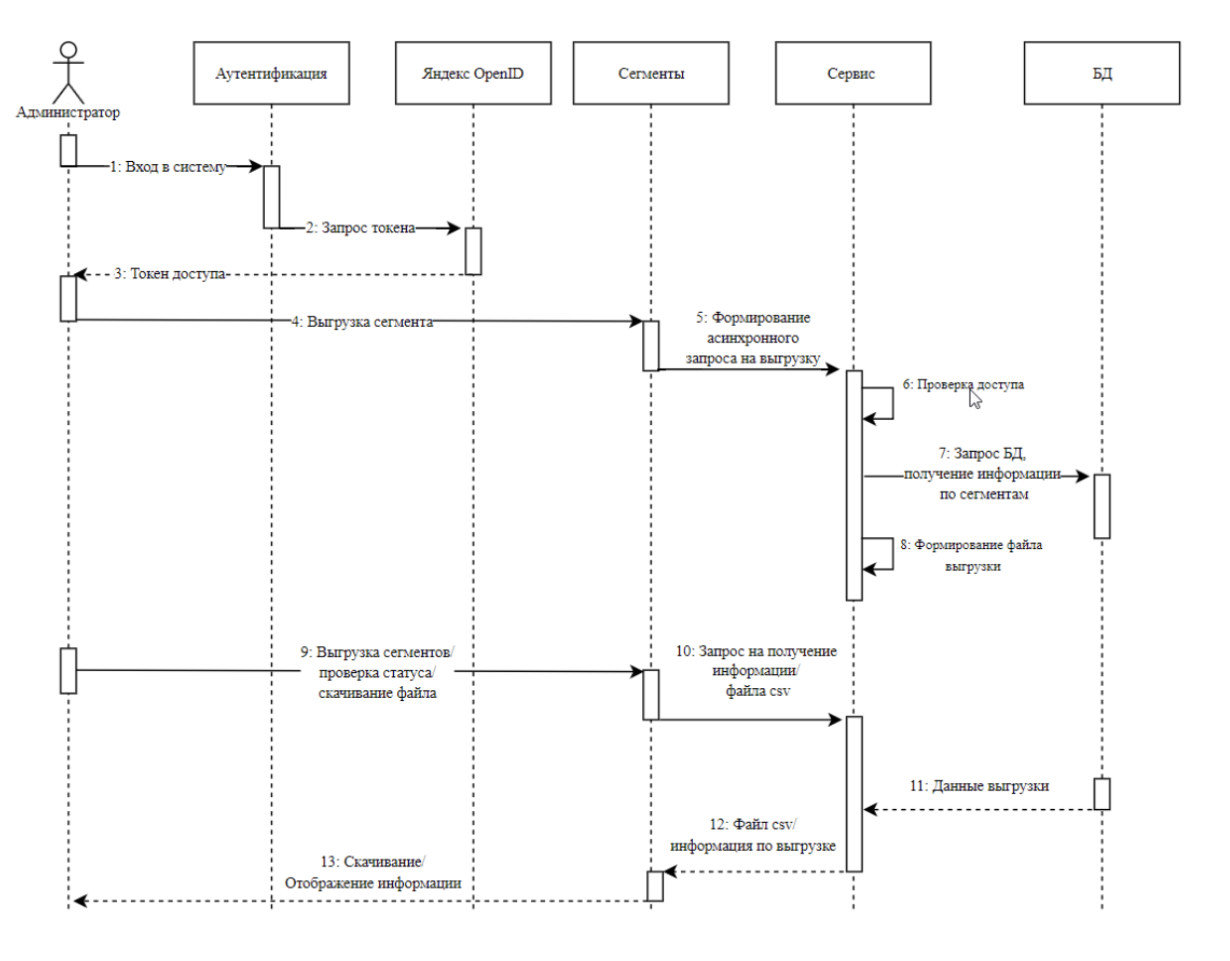 Аутентификация
Яндекс OpenID
Сегменты
Сервис
БД
Администратор
1: Вход в систему
2: Запрос токена
3: Токен доступа
4: Выгрузка сегмента
5: Формирование
асинхронного
запроса на выгрузку
6: Проверка доступа
7: Запрос БД,
получение информации
по сегментам
8: Формирование файла
выгрузки
9: Выгрузка сегментов/
проверка статуса/
скачивание файла
10: Запрос на получение
информации/
файла csv
11: Данные выгрузки
12: Файл csv/
информация по выгрузке
13: Скачивание/
Отображение информации